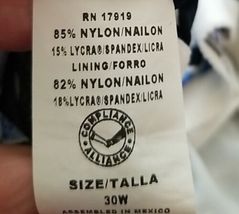 RN 17919
85% NYLON/NAILON
15% LYCRA®/SPANDEX/LICRA
LINING/FORRO
82% NYLON/NAILON
18%LYCRA®/SPANDEX/LICRA
COMPLIANCE
ALLIANCE
SIZE/TALLA
30W
ASSEMBLED IN MEXICO